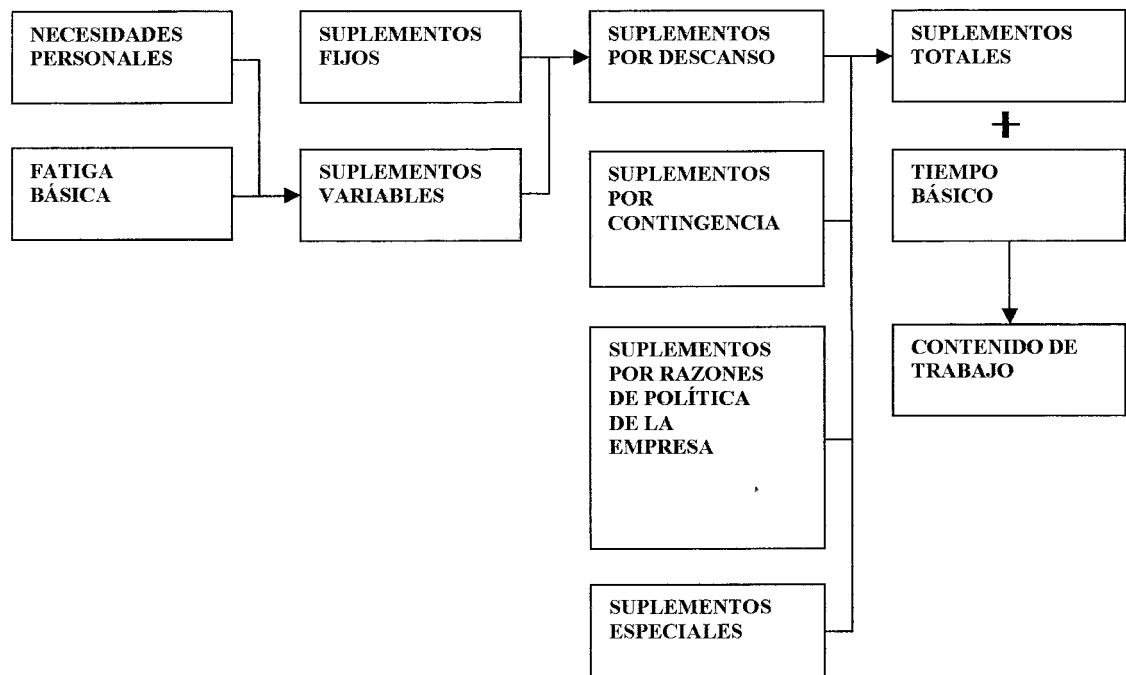 NECESIDADES
PERSONALES
FATIGA
BÁSICA
SUPLEMENTOS
FIJOS
SUPLEMENTOS
VARIABLES
SUPLEMENTOS
POR DESCANSO
SUPLEMENTOS
POR
CONTINGENCIA
SUPLEMENTOS
POR RAZONES
DE POLÍTICA
DE LA
EMPRESA
SUPLEMENTOS
ESPECIALES
SUPLEMENTOS
TOTALES
+
TIEMPO
BÁSICO
CONTENIDO DE
TRABAJO